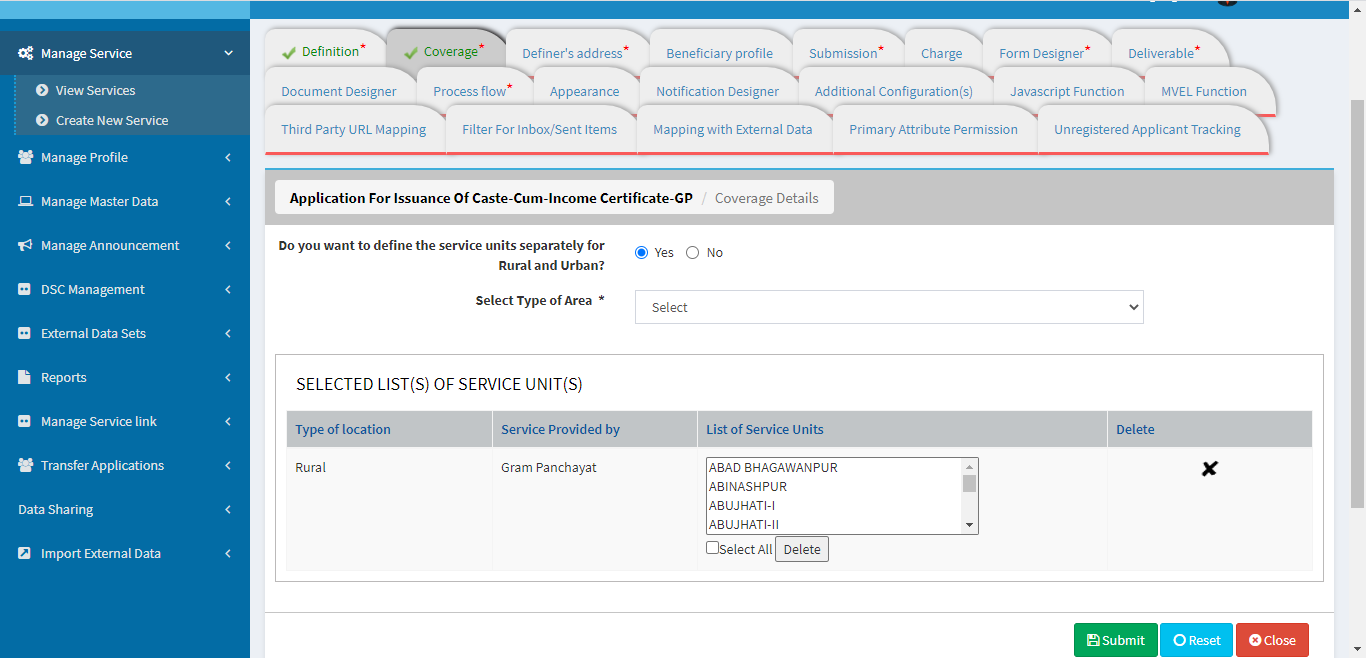 Manage Service
View Services
Create New Service
Manage Profile
Manage Master Data
Manage Announcement
DSC Management
External Data Sets
Reports
Manage Service link
Transfer Applications
Data Sharing
Import External Data
Definition* Coverage* Definer's address* Beneficiary profile Submission* Charge Form Designer* Deliverable*
Document Designer Process flow* Appearance Notification Designer Additional Configuration(s) Javascript Function MVEL Function
Third Party URL Mapping Filter For Inbox/Sent Items Mapping with External Data Primary Attribute Permission Unregistered Applicant Tracking
Application For Issuance Of Caste-Cum-Income Certificate-GP / Coverage Details
Do you want to define the service units separately for
Rural and Urban?
Yes No
Select Type of Area *
Select
SELECTED LIST(S) OF SERVICE UNIT(S)
Type of location Service Provided by List of Service Units Delete
Rural Gram Panchayat ABAD BHAGAWANPUR
ABINASHPUR
ABUJHATI-I
ABUJHATI-II
Select All Delete
Submit Reset Close